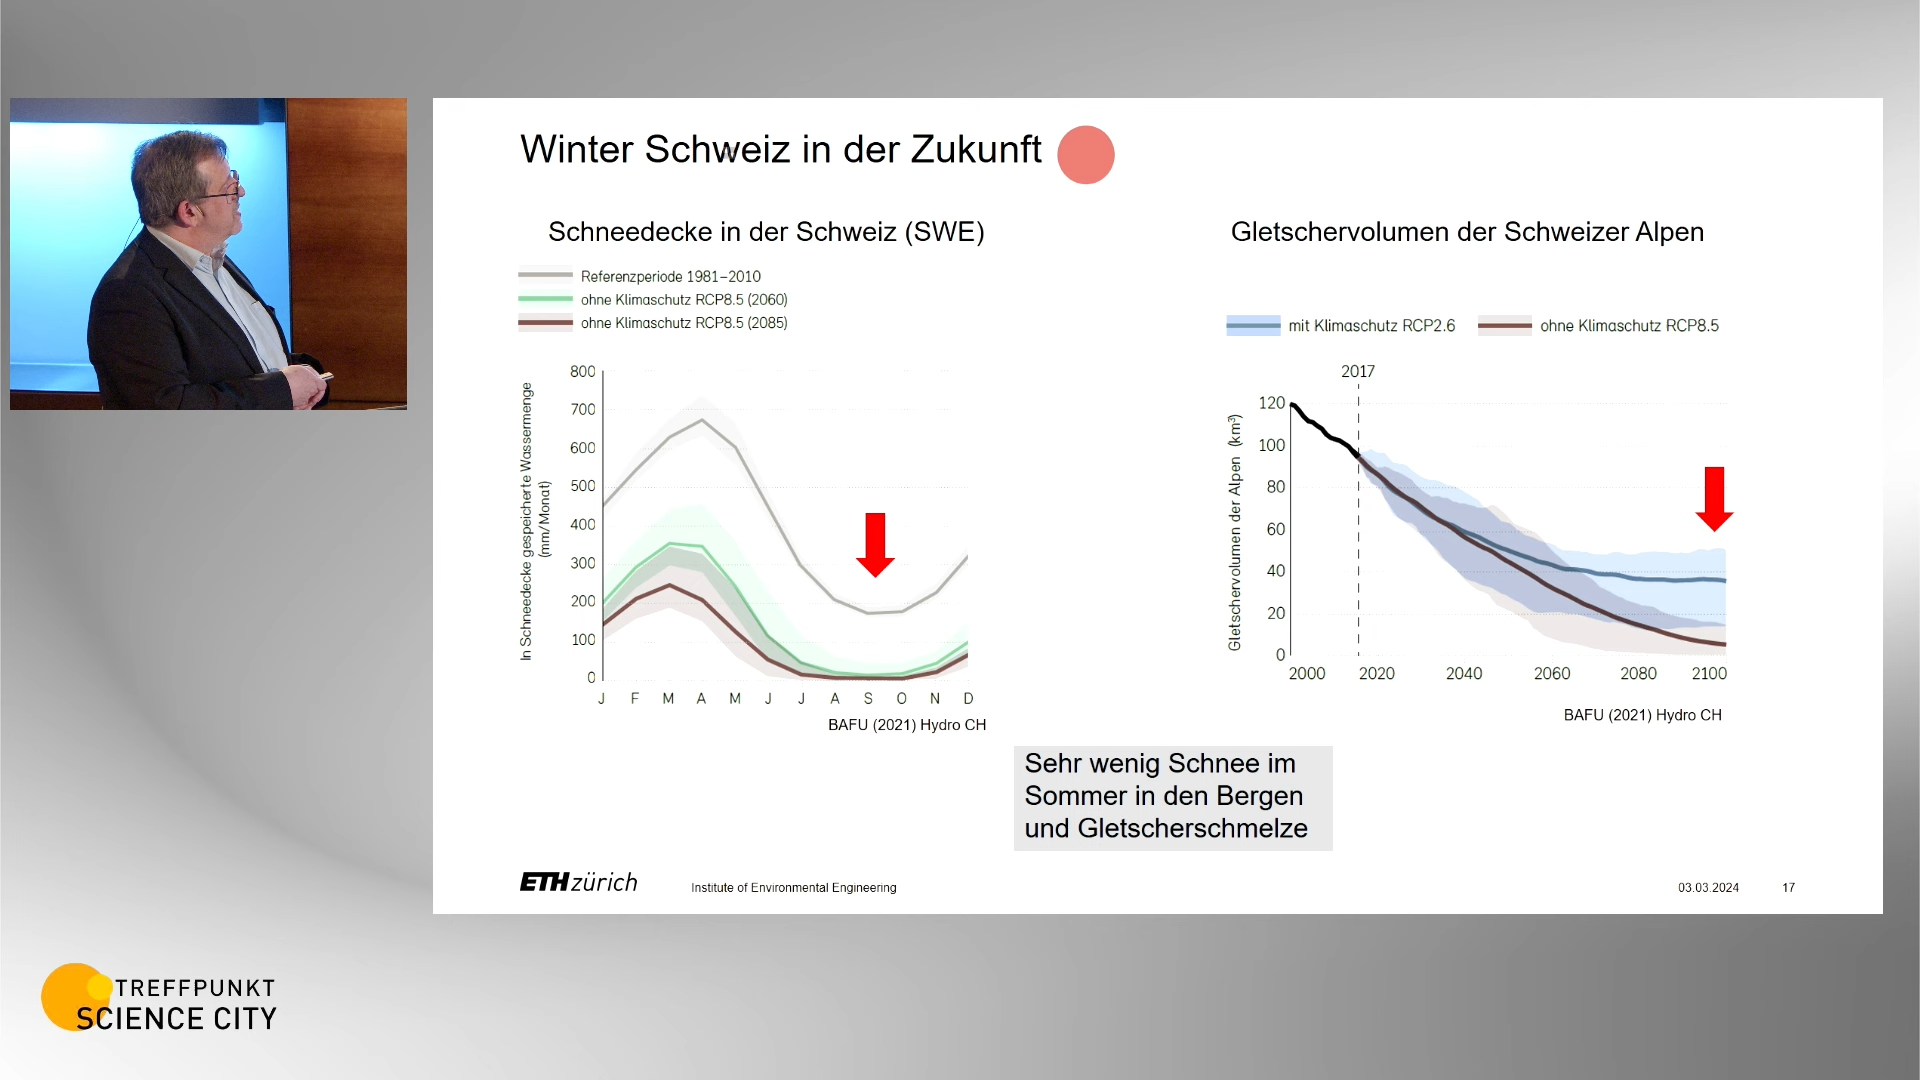 Winter Schweiz in der Zukunft
Schneedecke in der Schweiz (SWE)
Referenzperiode 1981–2010
ohne Klimaschutz RCP8.5 (2060)
ohne Klimaschutz RCP8.5 (2085)
In Schneedecke gespeicherte Wassermenge
(mm/Monat)
800
700
600
500
400
300
200
100
0
J F M A M J J A S O N D
BAFU (2021) Hydro CH
Gletschervolumen der Schweizer Alpen
mit Klimaschutz RCP2.6 ohne Klimaschutz RCP8.5
2017
Gletschervolumen der Alpen (km³)
120
100
80
60
40
20
0
2000 2020 2040 2060 2080 2100
BAFU (2021) Hydro CH
Sehr wenig Schnee im
Sommer in den Bergen
und Gletscherschmelze
ETH zürich
Institute of Environmental Engineering
03.03.2024 17
TREFFPUNKT
SCIENCE CITY